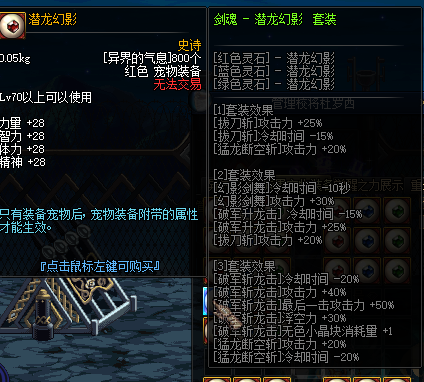 潜龙幻影
史诗
0.05kg
[异界的气息]800个
红色 宠物装备
无法交易
Lv70以上可以使用
力量 +28
智力 +28
体力 +28
精神 +28
只有装备宠物后, 宠物装备附带的属性
才能生效。
『点击鼠标左键可购买』
剑魂 - 潜龙幻影 套装
[红色灵石] - 潜龙幻影
[蓝色灵石] - 潜龙幻影
[绿色灵石] - 潜龙幻影
[1]套装效果
[拔刀斩]攻击力 +25%
[拔刀斩]冷却时间 -15%
[猛龙断空斩]攻击力 +20%
[2]套装效果
[幻影剑舞]冷却时间 -10秒
[幻影剑舞]攻击力 +30%
[破军升龙击]冷却时间 -15%
[破军升龙击]攻击力 +25%
[拔刀斩]攻击力 +20%
[3]套装效果
[破军斩龙击]冷却时间 -20%
[破军斩龙击]攻击力 +40%
[破军斩龙击]最后一击攻击力 +50%
[破军斩龙击]浮空力 +30%
[破军斩龙击]无色小晶块消耗量 +1
[猛龙断空斩]攻击力 +20%
[猛龙断空斩]冷却时间 -20%